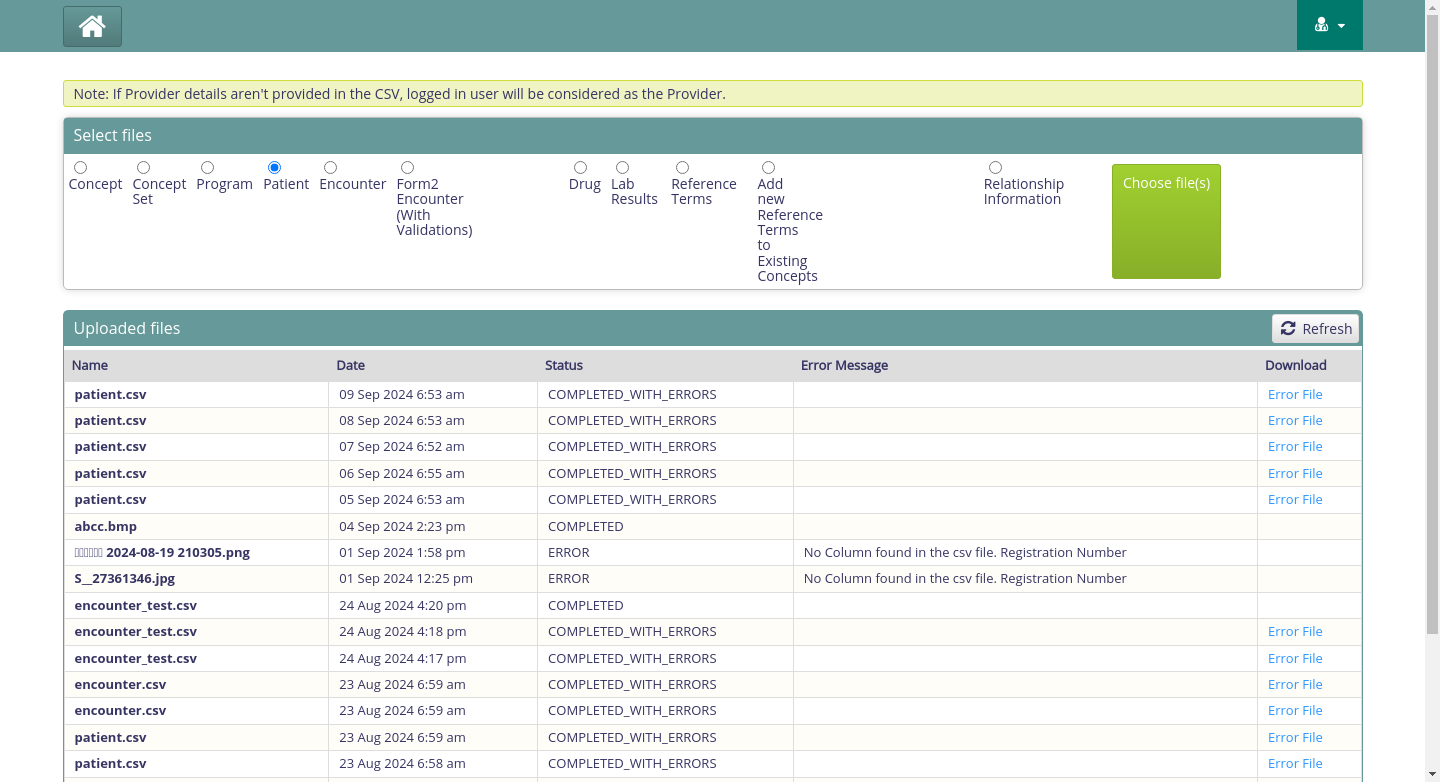 Note: If Provider details aren't provided in the CSV, logged in user will be considered as the Provider.
Select files
Concept
Concept Set
Program
Patient
Encounter
Form2 Encounter (With Validations)
Drug
Lab Results
Reference Terms
Add new Reference Terms to Existing Concepts
Relationship Information
Choose file(s)
Uploaded files
Refresh
Name Date Status Error Message Download
patient.csv 09 Sep 2024 6:53 am COMPLETED_WITH_ERRORS Error File
patient.csv 08 Sep 2024 6:53 am COMPLETED_WITH_ERRORS Error File
patient.csv 07 Sep 2024 6:52 am COMPLETED_WITH_ERRORS Error File
patient.csv 06 Sep 2024 6:55 am COMPLETED_WITH_ERRORS Error File
patient.csv 05 Sep 2024 6:53 am COMPLETED_WITH_ERRORS Error File
abcc.bmp 04 Sep 2024 2:23 pm COMPLETED
2024-08-19 210305.png 01 Sep 2024 1:58 pm ERROR No Column found in the csv file. Registration Number
S__27361346.jpg 01 Sep 2024 12:25 pm ERROR No Column found in the csv file. Registration Number
encounter_test.csv 24 Aug 2024 4:20 pm COMPLETED
encounter_test.csv 24 Aug 2024 4:18 pm COMPLETED_WITH_ERRORS Error File
encounter_test.csv 24 Aug 2024 4:17 pm COMPLETED_WITH_ERRORS Error File
encounter.csv 23 Aug 2024 6:59 am COMPLETED_WITH_ERRORS Error File
encounter.csv 23 Aug 2024 6:59 am COMPLETED_WITH_ERRORS Error File
patient.csv 23 Aug 2024 6:59 am COMPLETED_WITH_ERRORS Error File
patient.csv 23 Aug 2024 6:58 am COMPLETED_WITH_ERRORS Error File